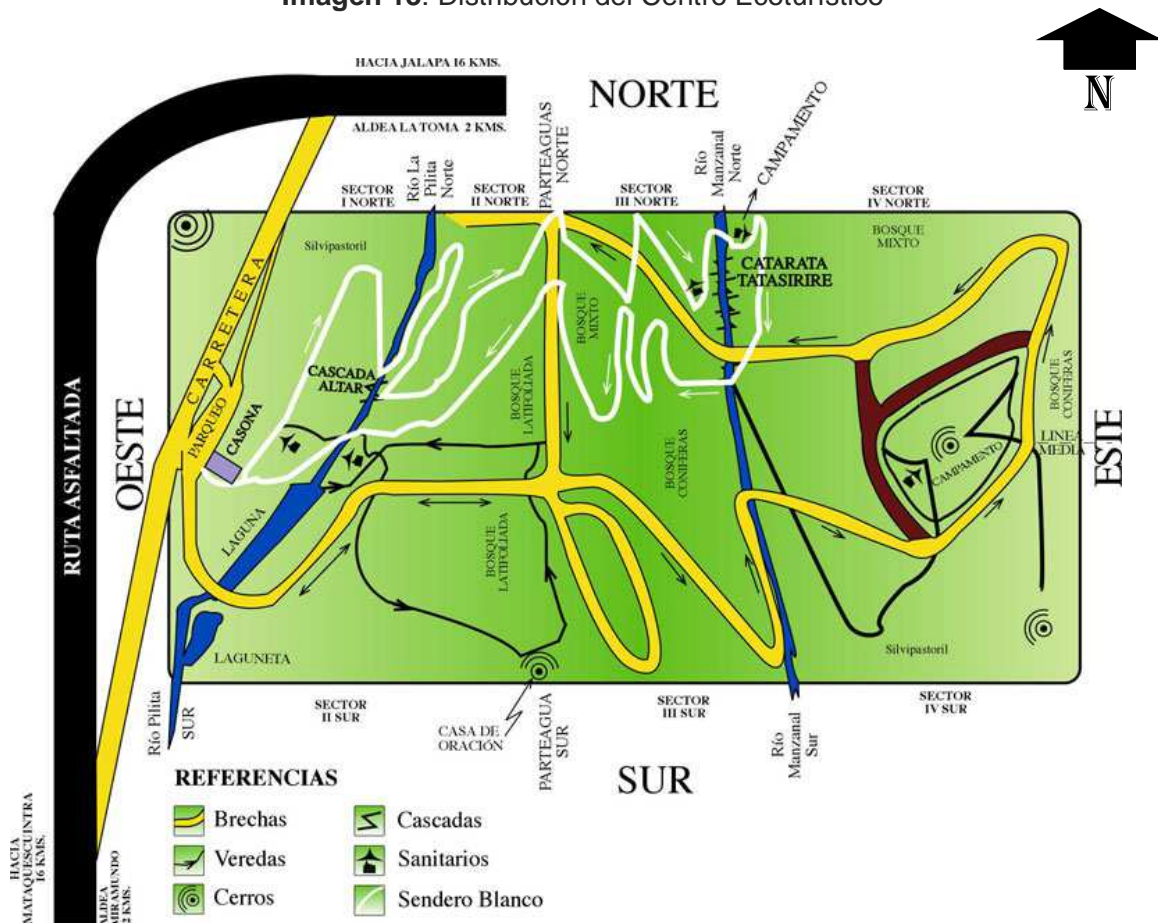 Imagen 16. Distribución del Centro Ecoturístico
HACIA JALAPA 16 KMS.
ALDEA LA TOMA 2 KMS.
NORTE
N
SECTOR
I NORTE
Río La
Pilita
Norte
SECTOR
II NORTE
PARTEAGUAS
NORTE
SECTOR
III NORTE
Río
Manzanal
Norte
CAMPAMENTO
SECTOR
IV NORTE
BOSQUE
MIXTO
Silvipastoril
CARRETERA
CATARATA
TATASIRIRE
BOSQUE
MIXTO
CASCADA
ALTAR
BOSQUE
LATIFOLIADA
BOSQUE
CONIFERAS
PARQUEO
CASONA
OESTE
RUTA ASFALTADA
BOSQUE
CONIFERAS
LINEA
MEDIA
ESTE
CAMPAMENTO
LAGUNA
BOSQUE
LATIFOLIADA
LAGUNETA
Silvipastoril
Río Pilita
SUR
SECTOR
II SUR
CASA DE
ORACIÓN
PARTEAGUA
SUR
SECTOR
III SUR
Río
Manzanal
Sur
SECTOR
IV SUR
SUR
HACIA
MATAQUESCUINTRA
16 KMS.
ALDEA
MIRAMUNDO
2 KMS.
REFERENCIAS
Brechas
Veredas
Cerros
Cascadas
Sanitarios
Sendero Blanco